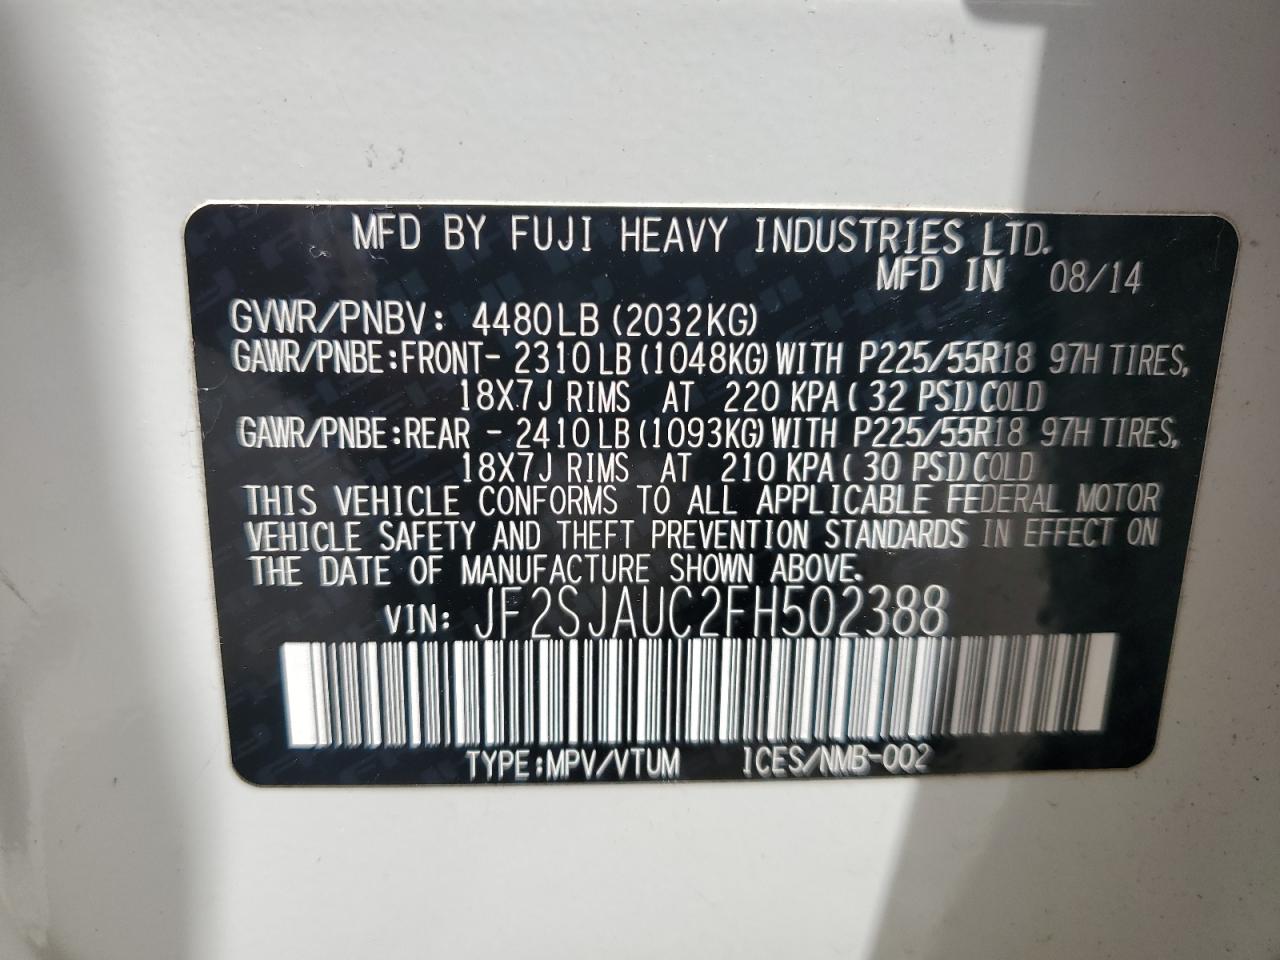 MFD BY FUJI HEAVY INDUSTRIES LTD.
MFD IN 08/14
GVWR/PNBV: 4480LB (2032KG)
GAWR/PNBE:FRONT- 2310LB (1048KG) WITH P225/55R18 97H TIRES,
18X7J RIMS AT 220 KPA ( 32 PSI) COLD
GAWR/PNBE:REAR - 2410LB (1093KG) WITH P225/55R18 97H TIRES,
18X7J RIMS AT 210 KPA ( 30 PSI) COLD
THIS VEHICLE CONFORMS TO ALL APPLICABLE FEDERAL MOTOR
VEHICLE SAFETY AND THEFT PREVENTION STANDARDS IN EFFECT ON
THE DATE OF MANUFACTURE SHOWN ABOVE.
VIN: JF2SJAUC2FH502388
TYPE:MPV/VTUM ICES/NMB-002